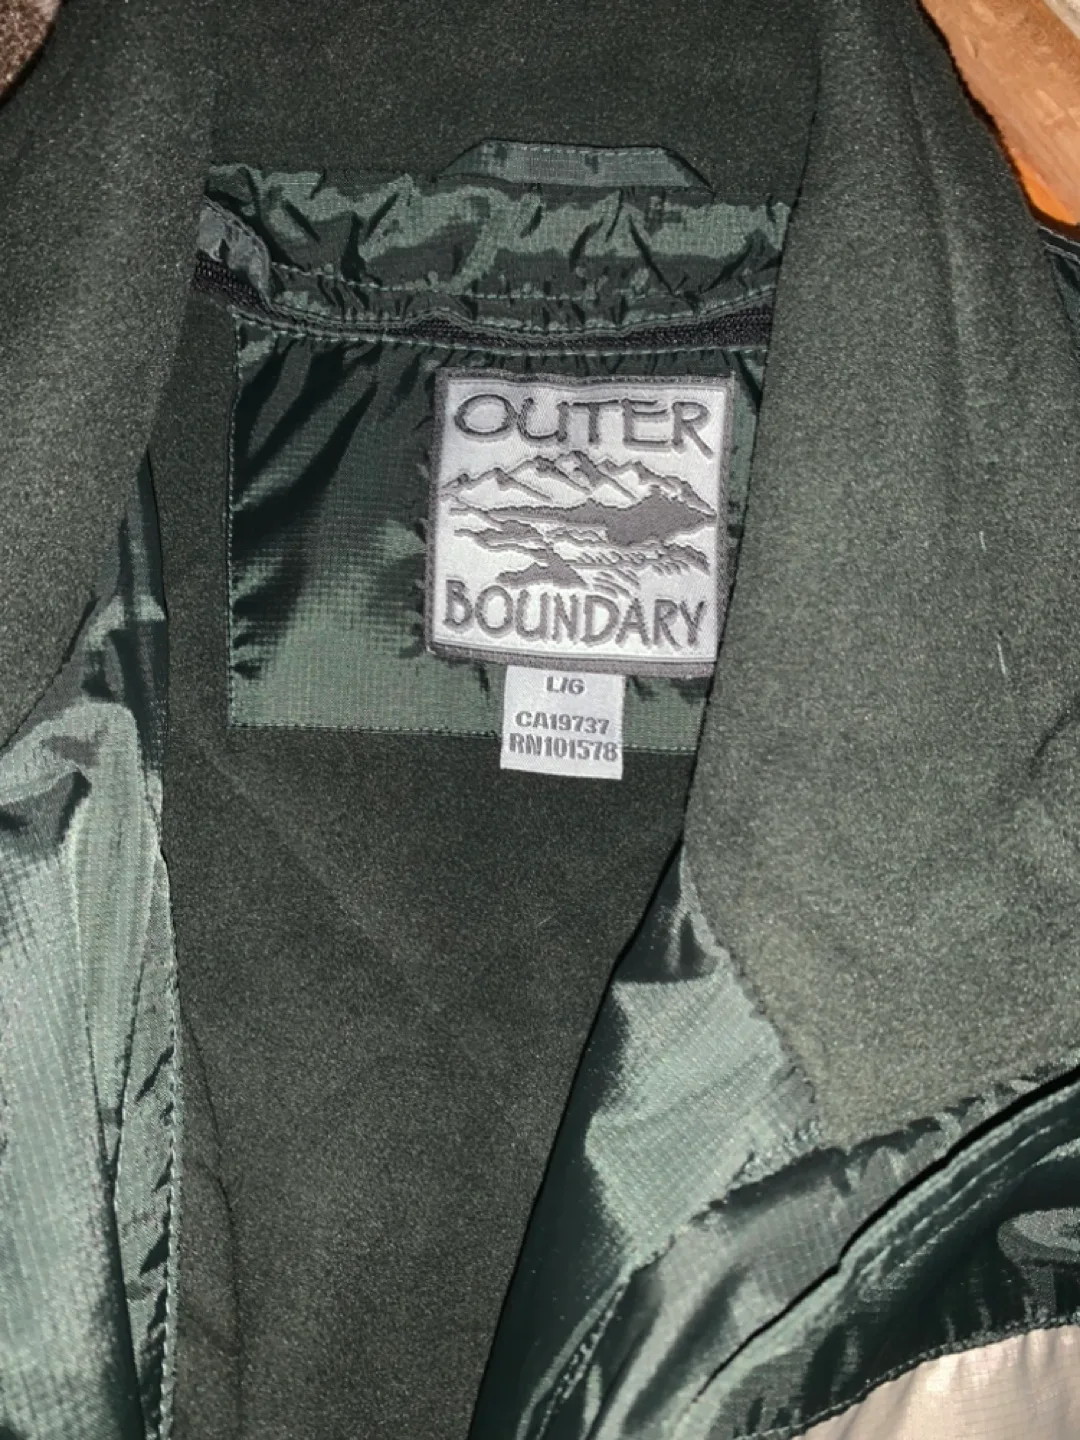 OUTER
BOUNDARY
L/G
CA19737
RN101578